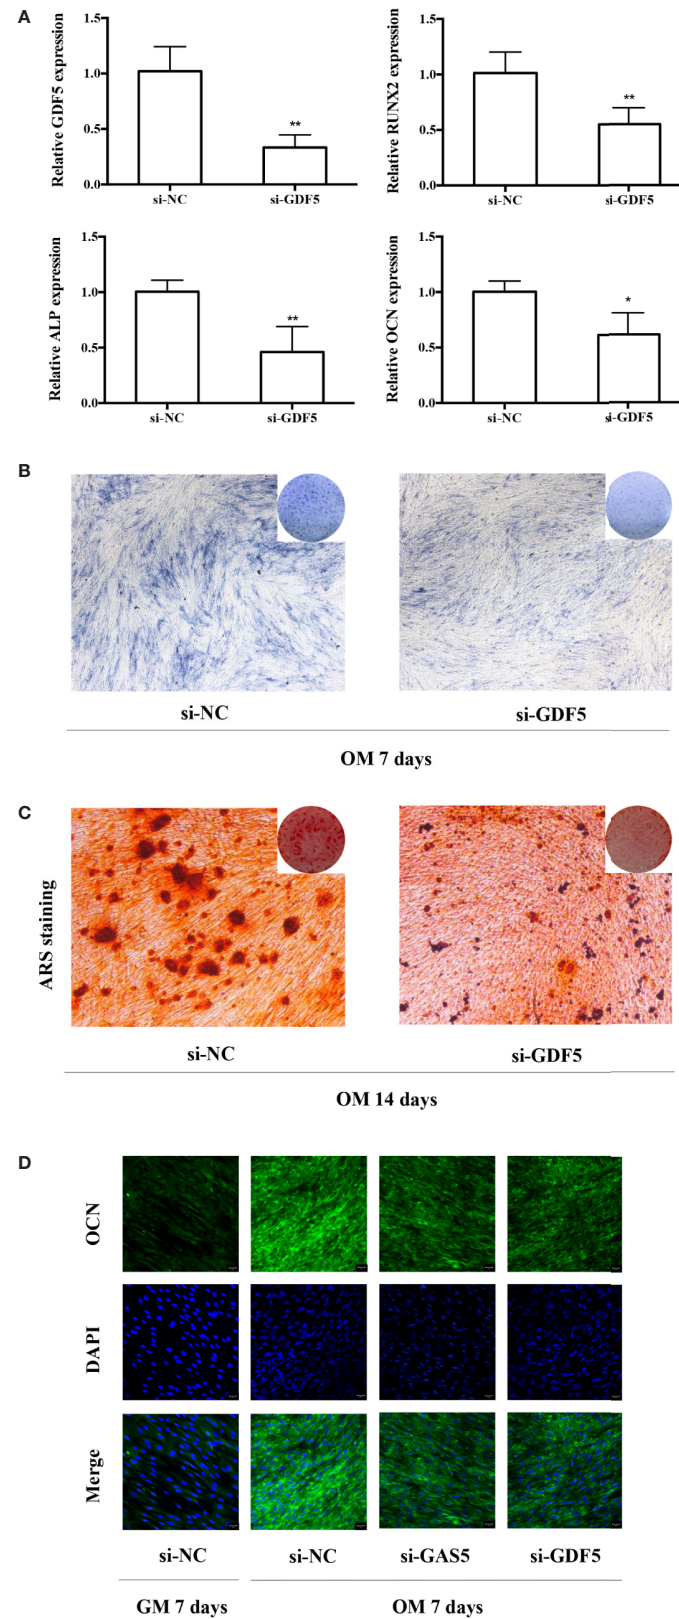 A
Relative GDF5 expression
1.5
1.0
0.5
0.0
**
si-NC si-GDF5
Relative RUNX2 expression
1.5
1.0
0.5
0.0
**
si-NC si-GDF5
Relative ALP expression
1.5
1.0
0.5
0.0
**
si-NC si-GDF5
Relative OCN expression
1.5
1.0
0.5
0.0
*
si-NC si-GDF5
B
si-NC si-GDF5
OM 7 days
C
ARS staining
si-NC si-GDF5
OM 14 days
D
OCN
DAPI
Merge
si-NC si-NC si-GAS5 si-GDF5
GM 7 days OM 7 days